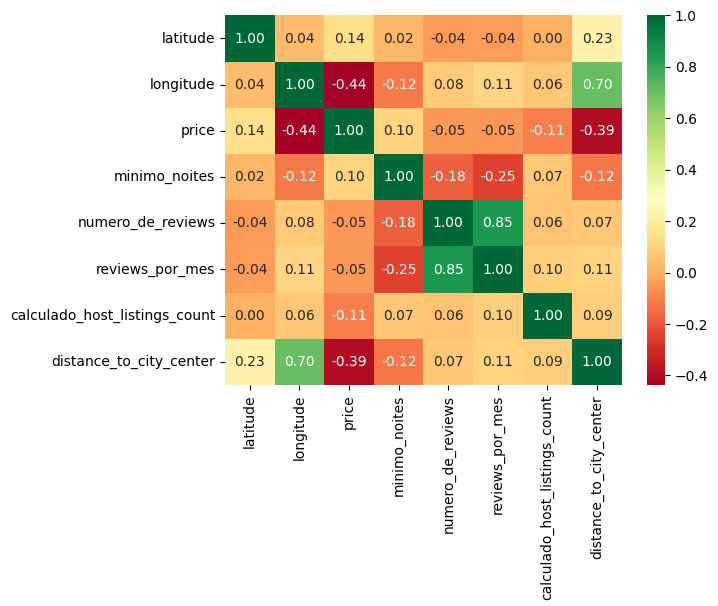 latitude 1.00 0.04 0.14 0.02 -0.04 -0.04 0.00 0.23
longitude 0.04 1.00 -0.44 -0.12 0.08 0.11 0.06 0.70
price 0.14 -0.44 1.00 0.10 -0.05 -0.05 -0.11 -0.39
minimo_noites 0.02 -0.12 0.10 1.00 -0.18 -0.25 0.07 -0.12
numero_de_reviews -0.04 0.08 -0.05 -0.18 1.00 0.85 0.06 0.07
reviews_por_mes -0.04 0.11 -0.05 -0.25 0.85 1.00 0.10 0.11
calculado_host_listings_count 0.00 0.06 -0.11 0.07 0.06 0.10 1.00 0.09
distance_to_city_center 0.23 0.70 -0.39 -0.12 0.07 0.11 0.09 1.00
latitude
longitude
price
minimo_noites
numero_de_reviews
reviews_por_mes
calculado_host_listings_count
distance_to_city_center
1.0
0.8
0.6
0.4
0.2
0.0
−0.2
−0.4